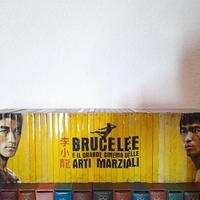 李小龍
BRUCE LEE
E IL GRANDE CINEMA DELLE
ARTI MARZIALI